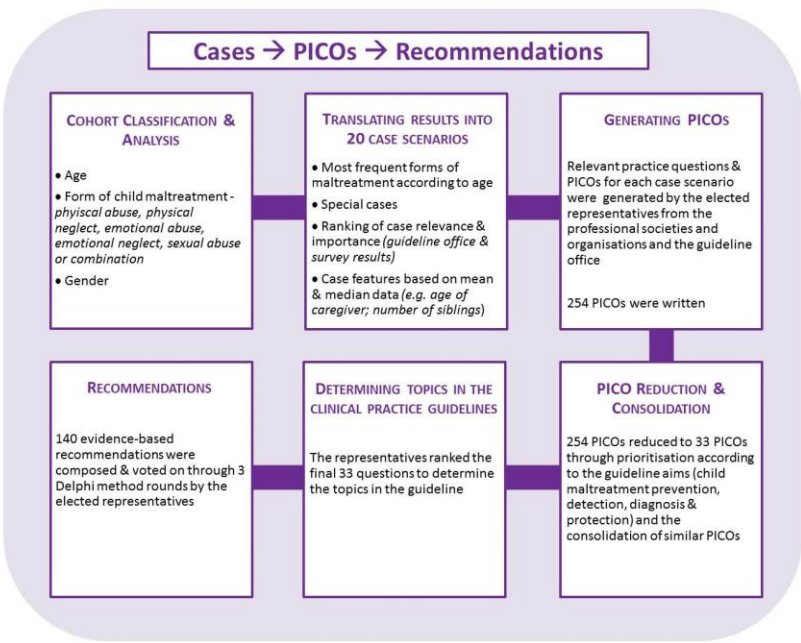 Cases → PICOs → Recommendations
COHORT CLASSIFICATION &
ANALYSIS
• Age
• Form of child maltreatment -
phyiscal abuse, physical
neglect, emotional abuse,
emotional neglect, sexual abuse
or combination
• Gender
TRANSLATING RESULTS INTO
20 CASE SCENARIOS
• Most frequent forms of
maltreatment according to age
• Special cases
• Ranking of case relevance &
importance (guideline office &
survey results)
• Case features based on mean
& median data (e.g. age of
caregiver; number of siblings)
GENERATING PICOS
Relevant practice questions &
PICOs for each case scenario
were generated by the elected
representatives from the
professional societies and
organisations and the guideline
office
254 PICOs were written
PICO REDUCTION &
CONSOLIDATION
254 PICOs reduced to 33 PICOs
through prioritisation according
to the guideline aims (child
maltreatment prevention,
detection, diagnosis &
protection) and the
consolidation of similar PICOs
DETERMINING TOPICS IN THE
CLINICAL PRACTICE GUIDELINES
The representatives ranked the
final 33 questions to determine
the topics in the guideline
RECOMMENDATIONS
140 evidence-based
recommendations were
composed & voted on through 3
Delphi method rounds by the
elected representatives